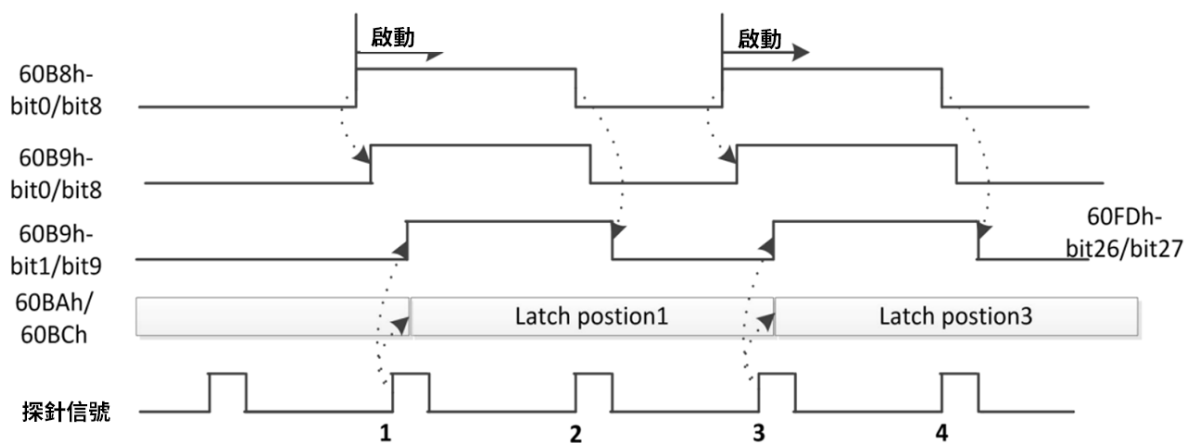 啟動
啟動
60B8h-
bit0/bit8
60B9h-
bit0/bit8
60B9h-
bit1/bit9
60FDh-
bit26/bit27
60BAh/
60BCh
Latch postion1
Latch postion3
探針信號
1
2
3
4